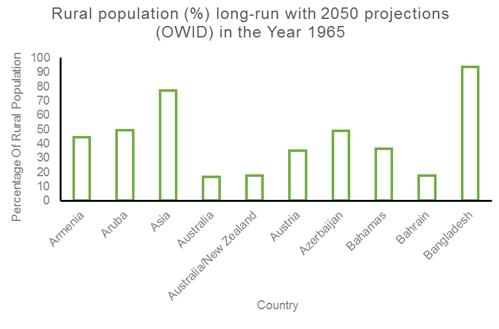 Rural population (%) long-run with 2050 projections
(OWID) in the Year 1965
Percentage Of Rural Population
100
90
80
70
60
50
40
30
20
10
0
Armenia
Aruba
Asia
Australia
Australia/New Zealand
Austria
Azerbaijan
Bahamas
Bahrain
Bangladesh
Country